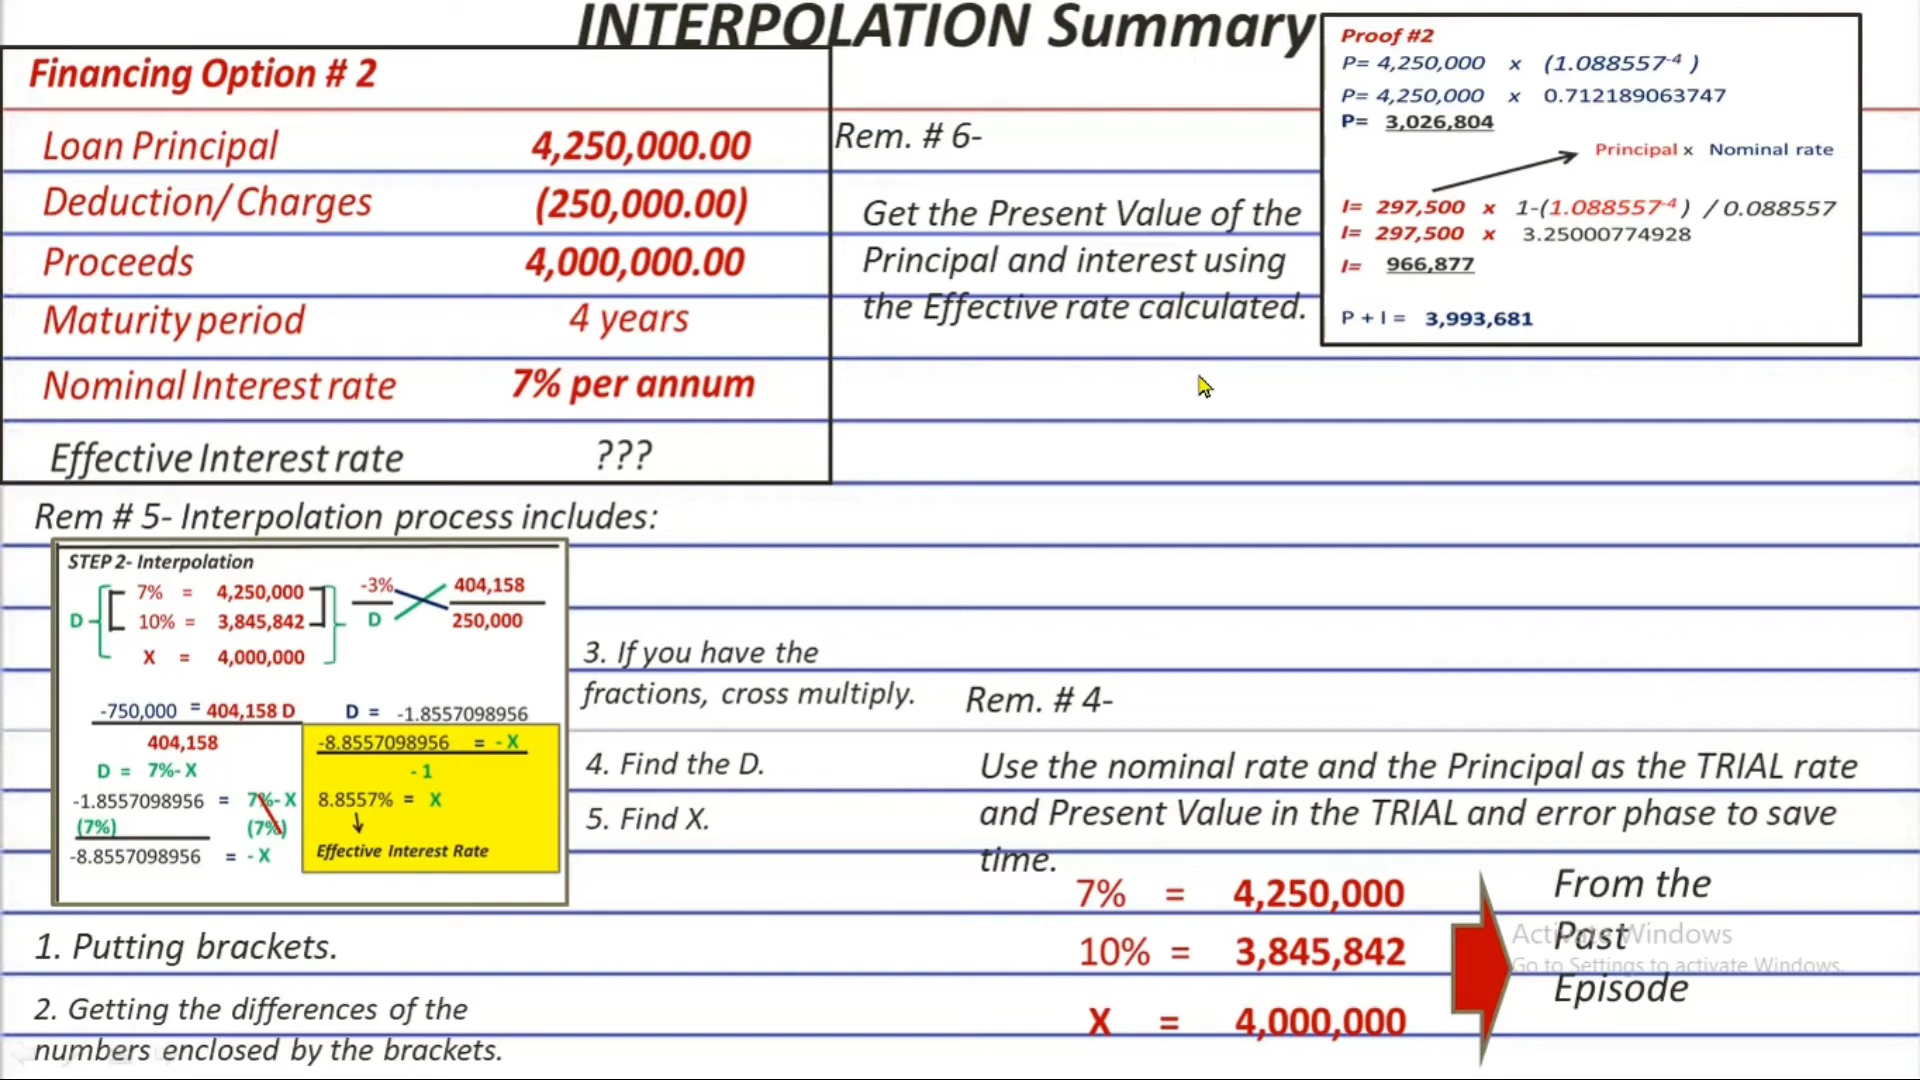 INTERPOLATION Summary
Financing Option # 2
Loan Principal 4,250,000.00
Deduction/ Charges (250,000.00)
Proceeds 4,000,000.00
Maturity period 4 years
Nominal Interest rate 7% per annum
Effective Interest rate ???
Rem. # 6-
Get the Present Value of the
Principal and interest using
the Effective rate calculated.
Proof #2
P= 4,250,000 x (1.088557-4 )
P= 4,250,000 x 0.712189063747
P= 3,026,804
Principal x Nominal rate
I= 297,500 x 1-(1.088557-4 ) / 0.088557
I= 297,500 x 3.25000774928
I= 966,877
P + I = 3,993,681
Rem # 5- Interpolation process includes:
STEP 2- Interpolation
D 7% = 4,250,000
10% = 3,845,842
X = 4,000,000
-3% 404,158
D 250,000
-750,000 = 404,158 D
404,158
D = -1.8557098956
D = 7%- X
-1.8557098956 = 7%- X
(7%) (7%)
-8.8557098956 = - X
-8.8557098956 = - X
- 1
8.8557% = X
Effective Interest Rate
1. Putting brackets.
2. Getting the differences of the
numbers enclosed by the brackets.
3. If you have the
fractions, cross multiply.
4. Find the D.
5. Find X.
Rem. # 4-
Use the nominal rate and the Principal as the TRIAL rate
and Present Value in the TRIAL and error phase to save
time.
7% = 4,250,000
10% = 3,845,842
X = 4,000,000
From the
Past
Episode
Activate Windows
Go to Settings to activate Windows.